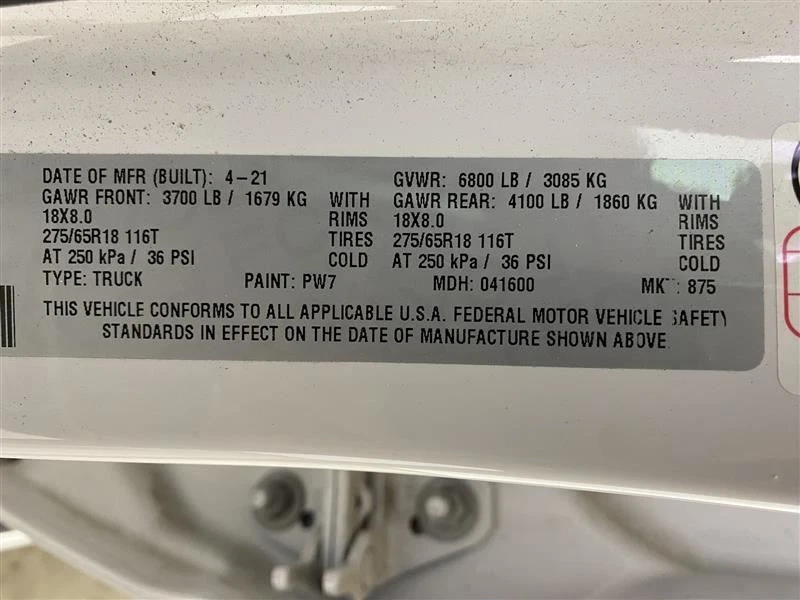 DATE OF MFR (BUILT): 4-21 GVWR: 6800 LB / 3085 KG
GAWR FRONT: 3700 LB / 1679 KG WITH GAWR REAR: 4100 LB / 1860 KG WITH
18X8.0 RIMS 18X8.0 RIMS
275/65R18 116T TIRES 275/65R18 116T TIRES
AT 250 kPa / 36 PSI COLD AT 250 kPa / 36 PSI COLD
TYPE: TRUCK PAINT: PW7 MDH: 041600 : 875
THIS VEHICLE CONFORMS TO ALL APPLICABLE U.S.A. FEDERAL MOTOR VEHICLE SAFETY
STANDARDS IN EFFECT ON THE DATE OF MANUFACTURE SHOWN ABOVE